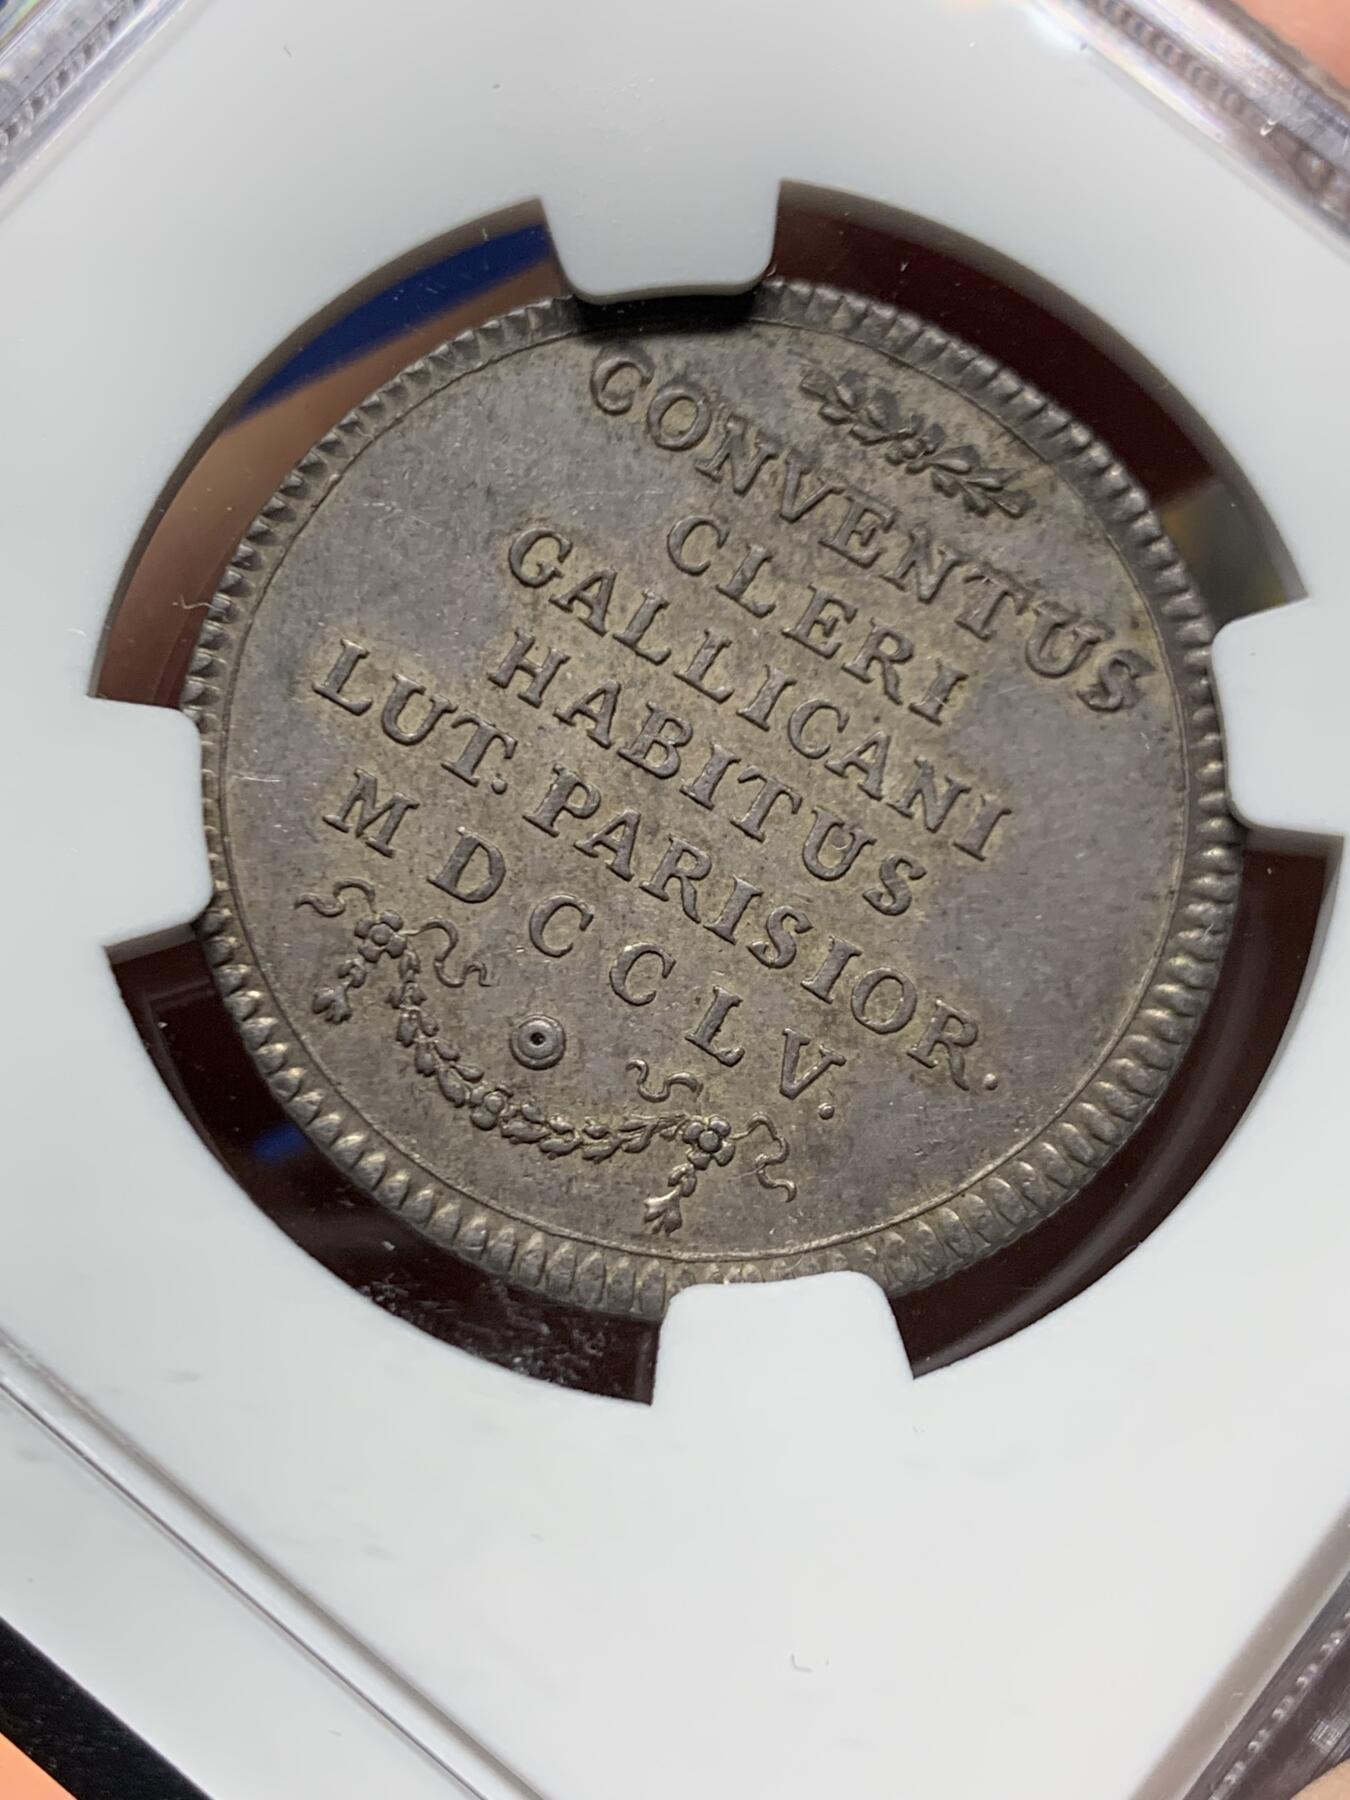 CONVENTUS
CLERI
GALLICANI
HABITUS
LUT. PARISIOR.
M D C C L V.